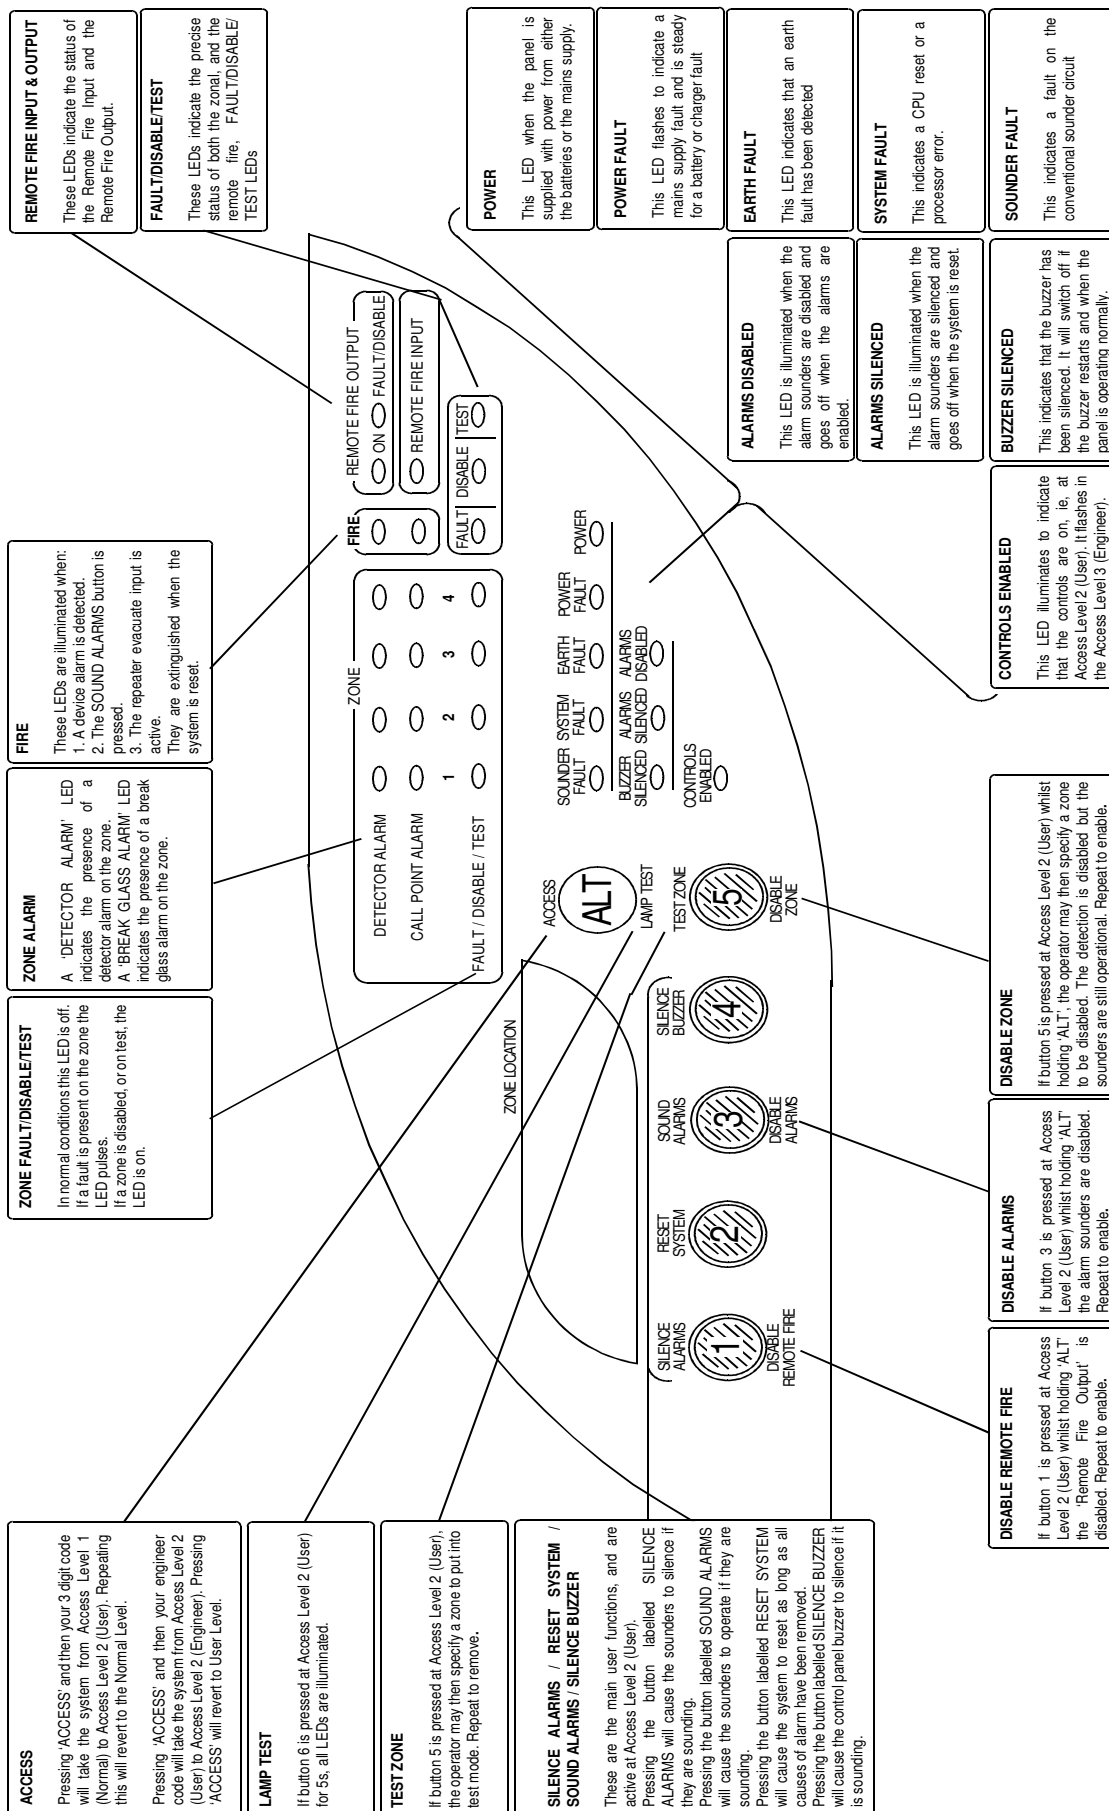 ACCESS
Pressing ‘ACCESS’ and then your 3 digit code
will take the system from Access Level 1
(Normal) to Access Level 2 (User). Repeating
this will revert to the Normal Level.
Pressing ‘ACCESS’ and then your engineer
code will take the system from Access Level 2
(User) to Access Level 2 (Engineer). Pressing
‘ACCESS’ will revert to User Level.
LAMP TEST
If button 6 is pressed at Access Level 2 (User)
for 5s, all LEDs are illuminated.
TEST ZONE
If button 5 is pressed at Access Level 2 (User),
the operator may then specify a zone to put into
test mode. Repeat to remove.
SILENCE ALARMS / RESET SYSTEM /
SOUND ALARMS / SILENCE BUZZER
These are the main user functions, and are
active at Access Level 2 (User).
Pressing the button labelled SILENCE
ALARMS will cause the sounders to silence if
they are sounding.
Pressing the button labelled SOUND ALARMS
will cause the sounders to operate if they are
sounding.
Pressing the button labelled RESET SYSTEM
will cause the system to reset as long as all
causes of alarm have been removed.
Pressing the button labelled SILENCE BUZZER
will cause the control panel buzzer to silence if it
is sounding.
ZONE FAULT/DISABLE/TEST
In normal conditions this LED is off.
If a fault is present on the zone the
LED pulses.
If a zone is disabled, or on test, the
LED is on.
ZONE ALARM
A ‘DETECTOR ALARM’ LED
indicates the presence of a
detector alarm on the zone.
A ‘BREAK GLASS ALARM’ LED
indicates the presence of a break
glass alarm on the zone.
FIRE
These LEDs are illuminated when:
1. A device alarm is detected.
2. The SOUND ALARMS button is
pressed.
3. The repeater evacuate input is
active.
They are extinguished when the
system is reset.
REMOTE FIRE INPUT & OUTPUT
These LEDs indicate the status of
the Remote Fire Input and the
Remote Fire Output.
FAULT/DISABLE/TEST
These LEDs indicate the precise
status of both the zonal, and the
remote fire, FAULT/DISABLE/
TEST LEDs
ZONE
DETECTOR ALARM
CALL POINT ALARM
1 2 3 4
FAULT / DISABLE / TEST
FIRE
REMOTE FIRE OUTPUT
ON
FAULT/DISABLE
REMOTE FIRE INPUT
FAULT
DISABLE
TEST
ZONE LOCATION
ACCESS
ALT
LAMP TEST
SOUNDER
FAULT
SYSTEM
FAULT
EARTH
FAULT
POWER
FAULT
POWER
BUZZER
SILENCED
ALARMS
SILENCED
ALARMS
DISABLED
CONTROLS
ENABLED
SILENCE
ALARMS
1
DISABLE
REMOTE FIRE
RESET
SYSTEM
2
SOUND
ALARMS
3
DISABLE
ALARMS
SILENCE
BUZZER
4
TEST ZONE
5
DISABLE
ZONE
POWER
This LED when the panel is
supplied with power from either
the batteries or the mains supply.
POWER FAULT
This LED flashes to indicate a
mains supply fault and is steady
for a battery or charger fault
EARTH FAULT
This LED indicates that an earth
fault has been detected
SYSTEM FAULT
This indicates a CPU reset or a
processor error.
SOUNDER FAULT
This indicates a fault on the
conventional sounder circuit
ALARMS DISABLED
This LED is illuminated when the
alarm sounders are disabled and
goes off when the alarms are
enabled.
ALARMS SILENCED
This LED is illuminated when the
alarm sounders are silenced and
goes off when the system is reset.
BUZZER SILENCED
This indicates that the buzzer has
been silenced. It will switch off if
the buzzer restarts and when the
panel is operating normally.
CONTROLS ENABLED
This LED illuminates to indicate
that the controls are on, ie, at
Access Level 2 (User). It flashes in
the Access Level 3 (Engineer).
DISABLE REMOTE FIRE
If button 1 is pressed at Access
Level 2 (User) whilst holding ‘ALT’
the ‘Remote Fire Output’ is
disabled. Repeat to enable.
DISABLE ALARMS
If button 3 is pressed at Access
Level 2 (User) whilst holding ‘ALT’
the alarm sounders are disabled.
Repeat to enable.
DISABLE ZONE
If button 5 is pressed at Access Level 2 (User) whilst
holding ‘ALT’, the operator may then specify a zone
to be disabled. The detection is disabled but the
sounders are still operational. Repeat to enable.